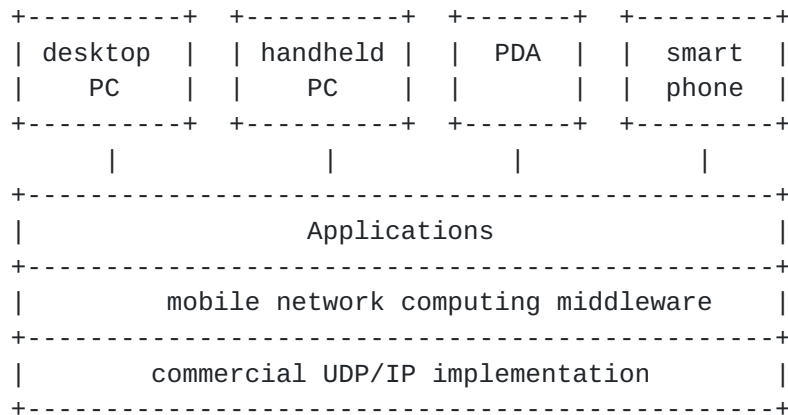 desktop handheld PDA smart
PC PC phone
Applications
mobile network computing middleware
commercial UDP/IP implementation